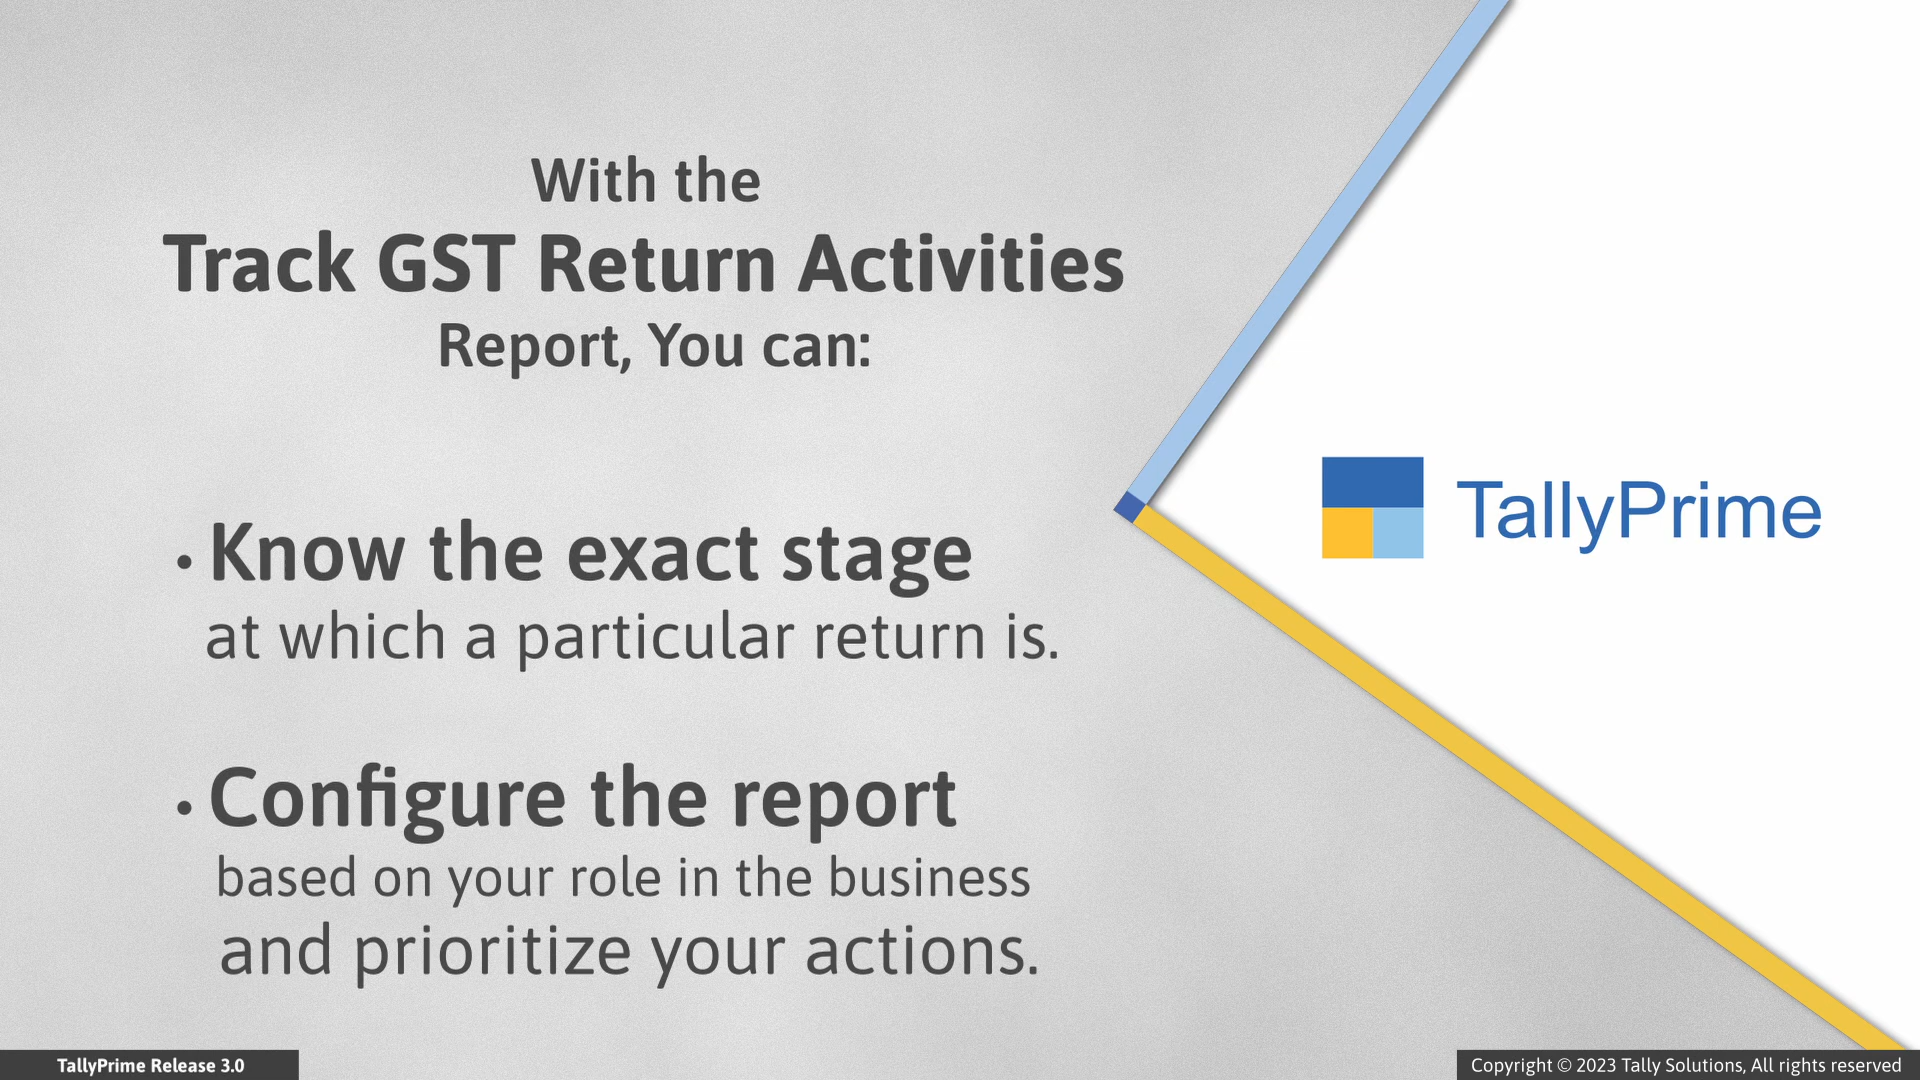 With the
Track GST Return Activities
Report, You can:
• Know the exact stage
at which a particular return is.
• Configure the report
based on your role in the business
and prioritize your actions.
TallyPrime
TallyPrime Release 3.0
Copyright © 2023 Tally Solutions, All rights reserved